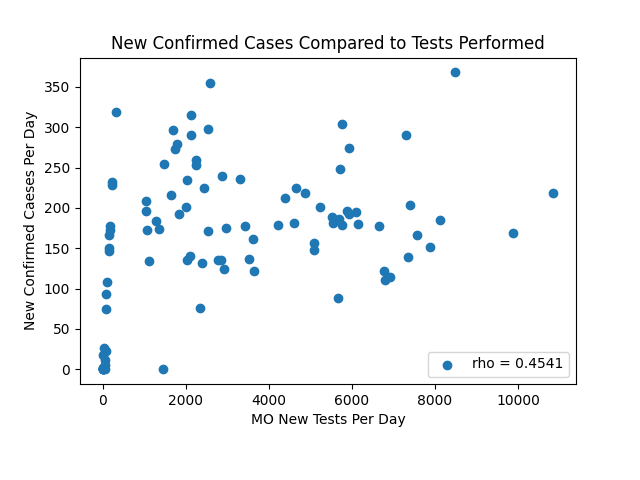 New Confirmed Cases Compared to Tests Performed
New Confirmed Caeses Per Day
350
300
250
200
150
100
50
0
0 2000 4000 6000 8000 10000
MO New Tests Per Day
rho = 0.4541